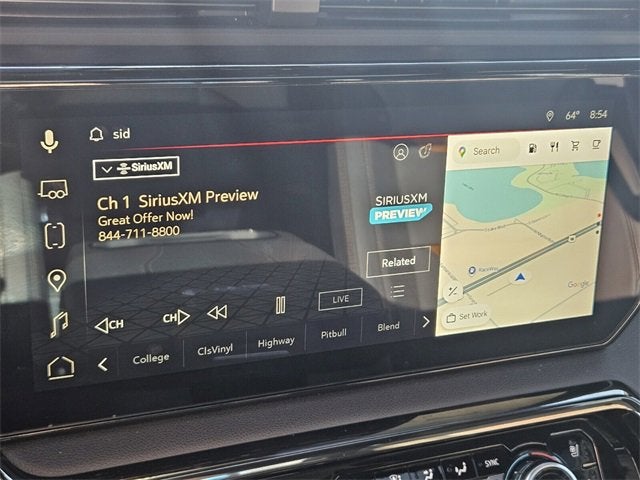 sid
64° 8:54
SiriusXM
Ch 1 SiriusXM Preview
Great Offer Now!
844-711-8800
SIRIUSXM
PREVIEW
Related
LIVE
CH
CH
College
ClsVinyl
Highway
Pitbull
Blend
Search
RaceWay
Google
Set Work
SYNC